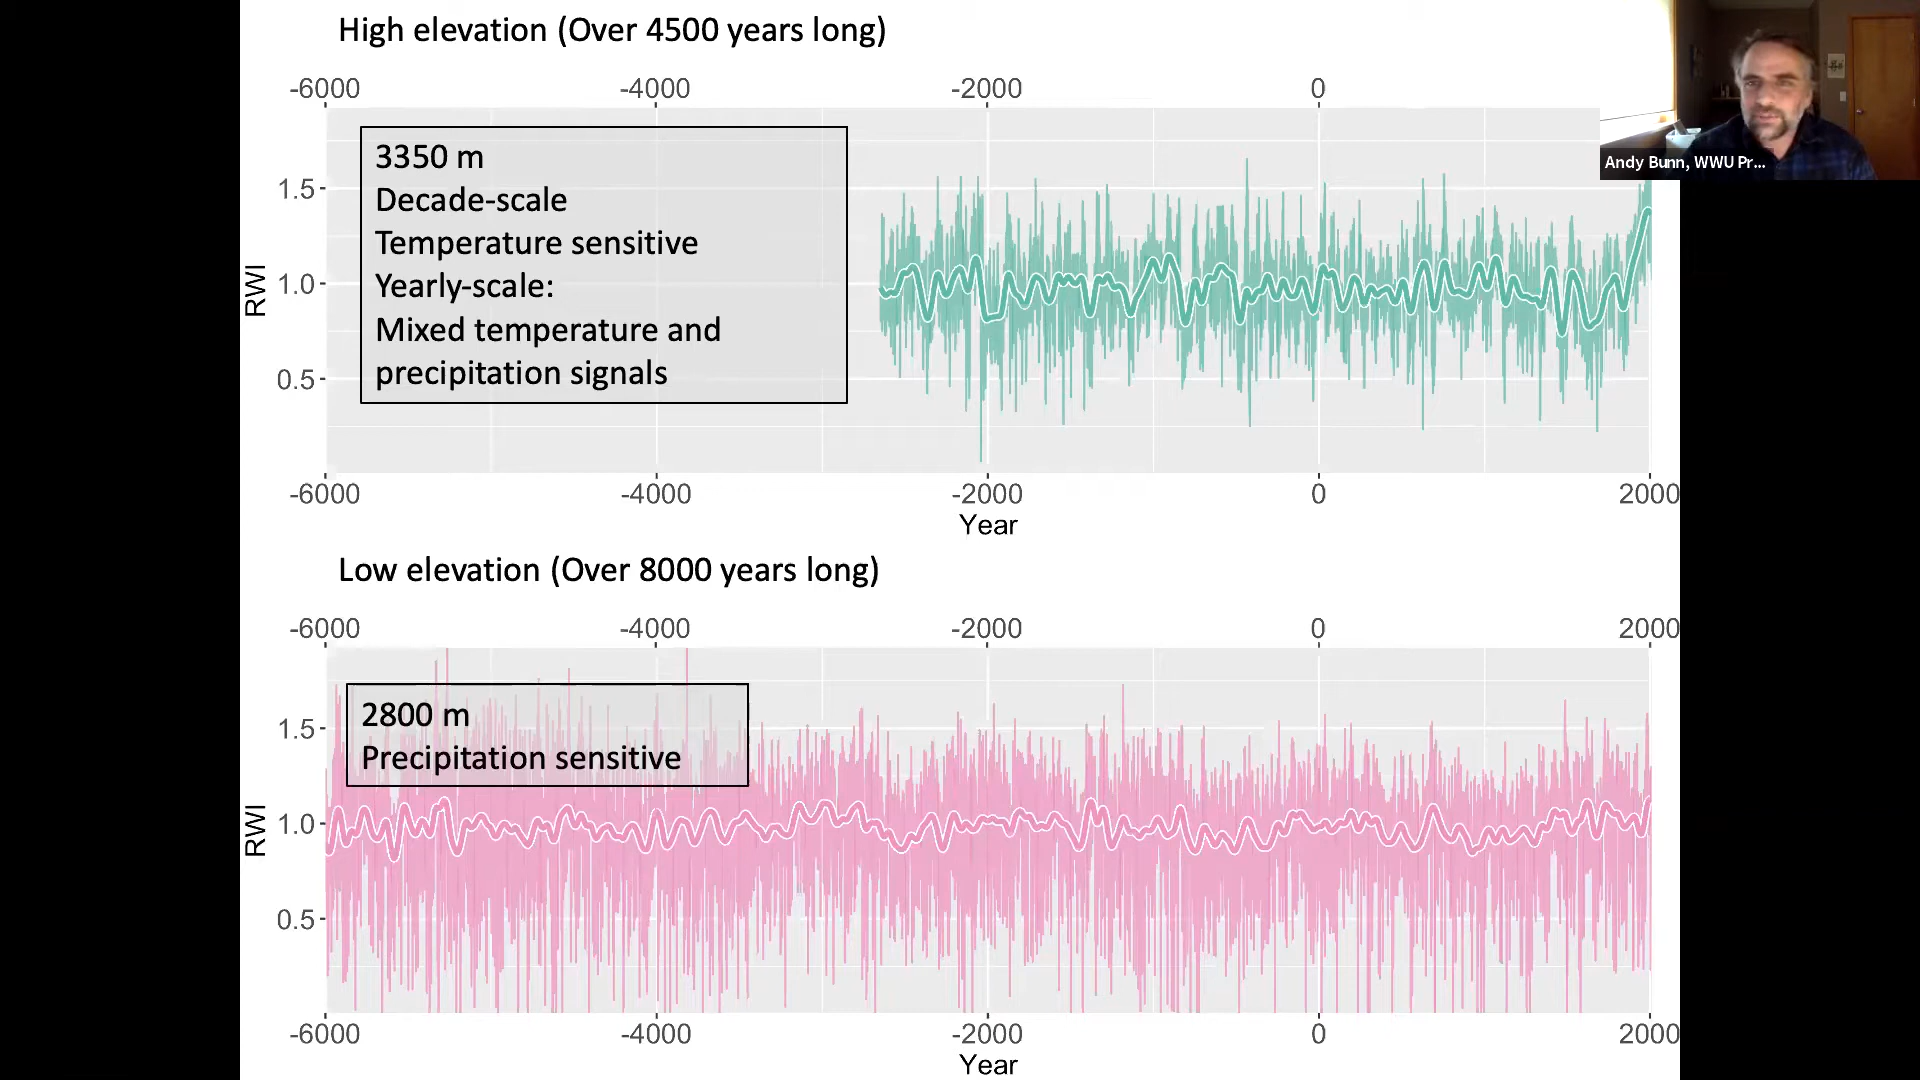 High elevation (Over 4500 years long)
-6000 -4000 -2000 0
3350 m
Decade-scale
Temperature sensitive
Yearly-scale:
Mixed temperature and
precipitation signals
1.5
1.0
0.5
RWI
-6000 -4000 -2000 0 2000
Year
Andy Bunn, WWU Pr...
Low elevation (Over 8000 years long)
-6000 -4000 -2000 0 2000
2800 m
Precipitation sensitive
1.5
1.0
0.5
RWI
-6000 -4000 -2000 0 2000
Year